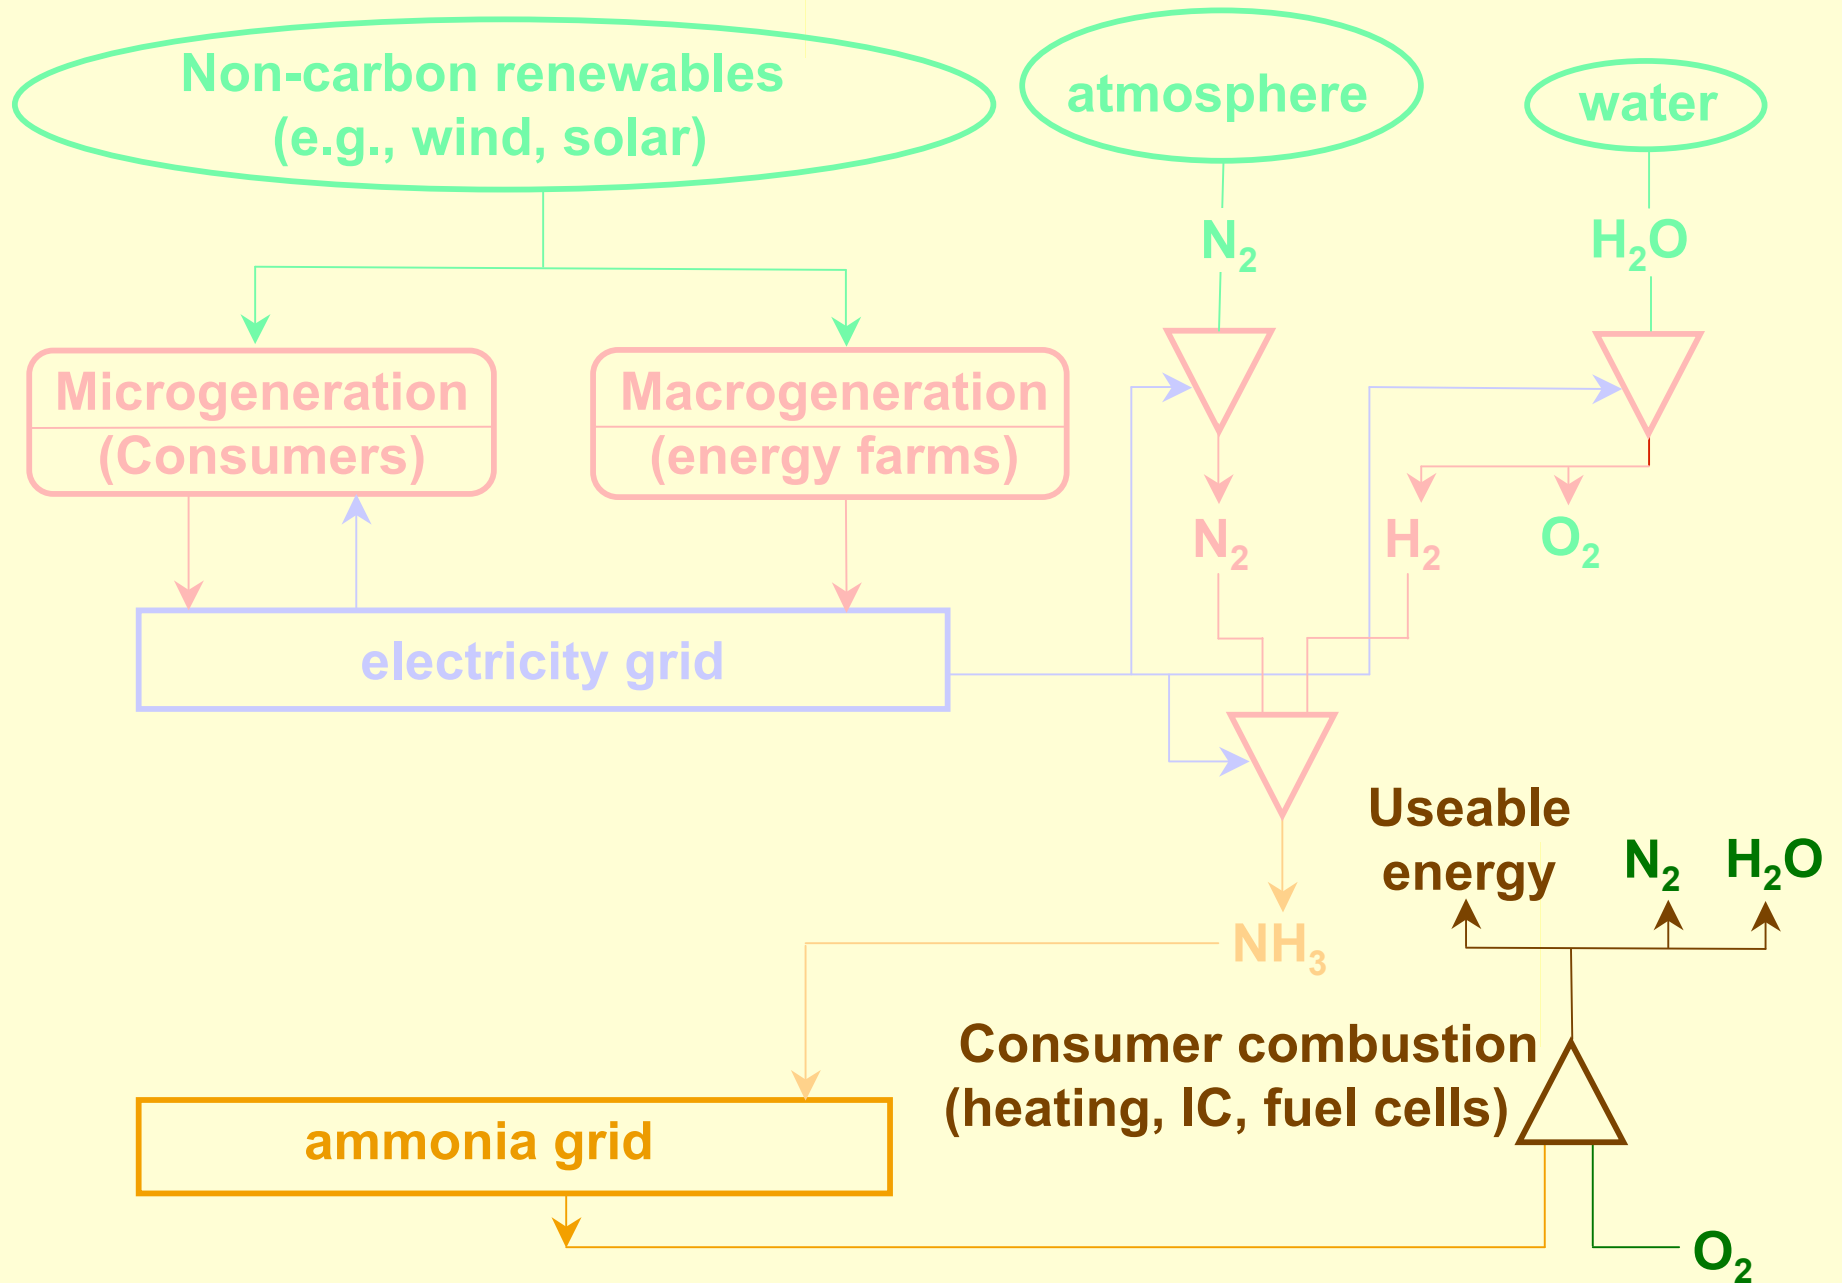 Non-carbon renewables
(e.g., wind, solar)
atmosphere
water
N₂
H₂O
Microgeneration
(Consumers)
Macrogeneration
(energy farms)
N₂
H₂
O₂
electricity grid
Useable
energy
N₂
H₂O
NH₃
Consumer combustion
(heating, IC, fuel cells)
ammonia grid
O₂